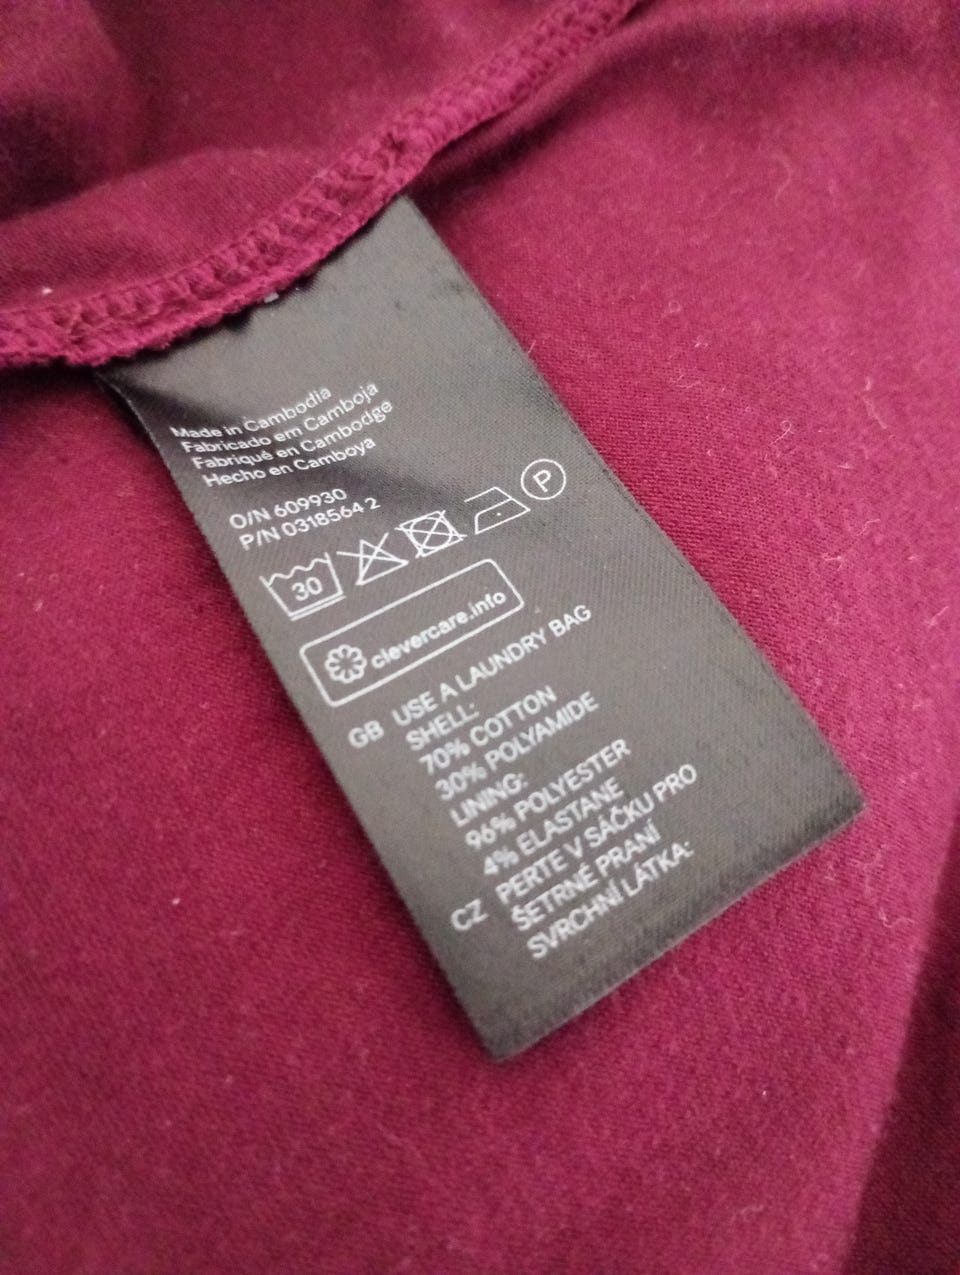 Made in Cambodia
Fabricado em Camboja
Fabriqué en Cambodge
Hecho en Camboya
O/N 609930
P/N 0318564 2
30 P
clevercare.info
GB USE A LAUNDRY BAG
SHELL:
70% COTTON
30% POLYAMIDE
LINING:
96% POLYESTER
4% ELASTANE
CZ PERTE V SÁČKU PRO
ŠETRNÉ PRANÍ
SVRCHNÍ LÁTKA: